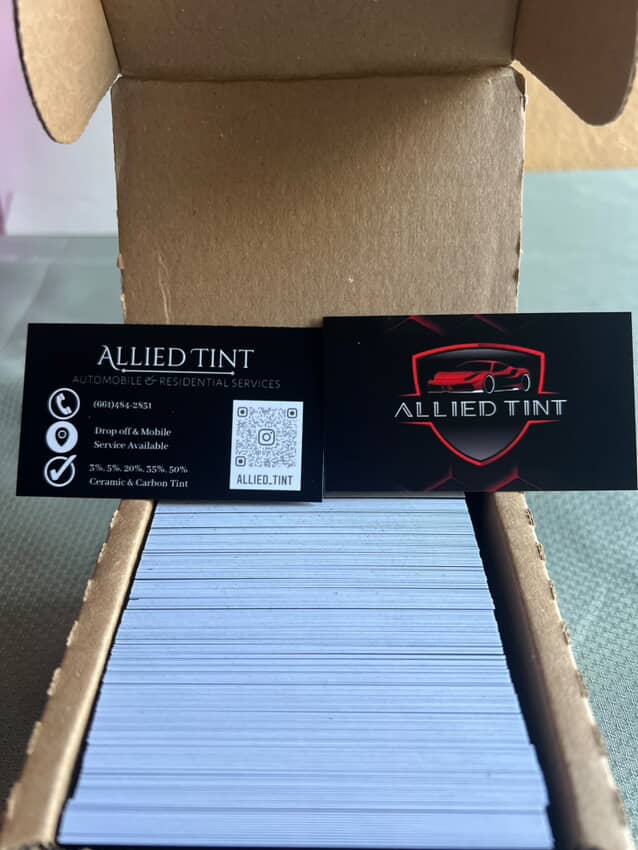 ALLIED TINT
AUTOMOBILE & RESIDENTIAL SERVICES
(661)484-2851
Drop off & Mobile
Service Available
3%, 5%, 20%, 35%, 50%
Ceramic & Carbon Tint
ALLIED_TINT
ALLIED TINT